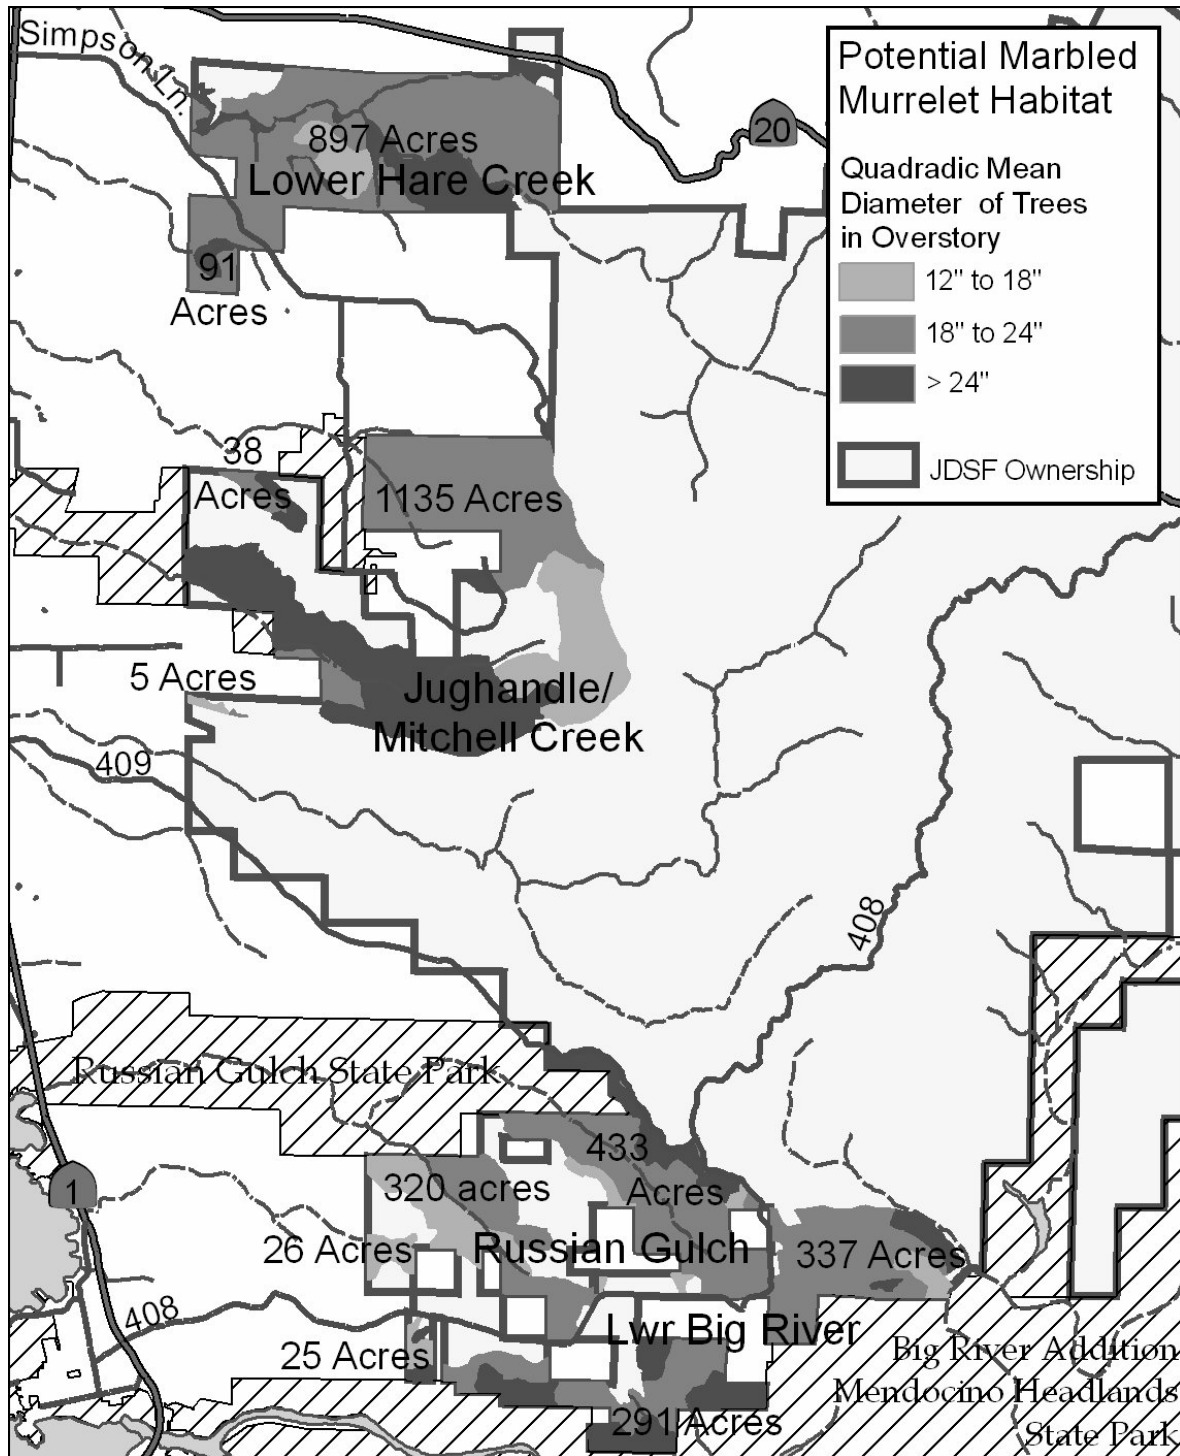 Simpson Ln.
Potential Marbled
Murrelet Habitat
Quadradic Mean
Diameter of Trees
in Overstory
12" to 18"
18" to 24"
> 24"
JDSF Ownership
20
897 Acres
Lower Hare Creek
91
Acres
38
Acres
1135 Acres
5 Acres
Jughandle/
Mitchell Creek
409
408
Russian Gulch State Park
433
Acres
320 acres
1
26 Acres
Russian Gulch
337 Acres
408
Lwr Big River
25 Acres
Big River Addition
Mendocino Headlands
State Park
291 Acres